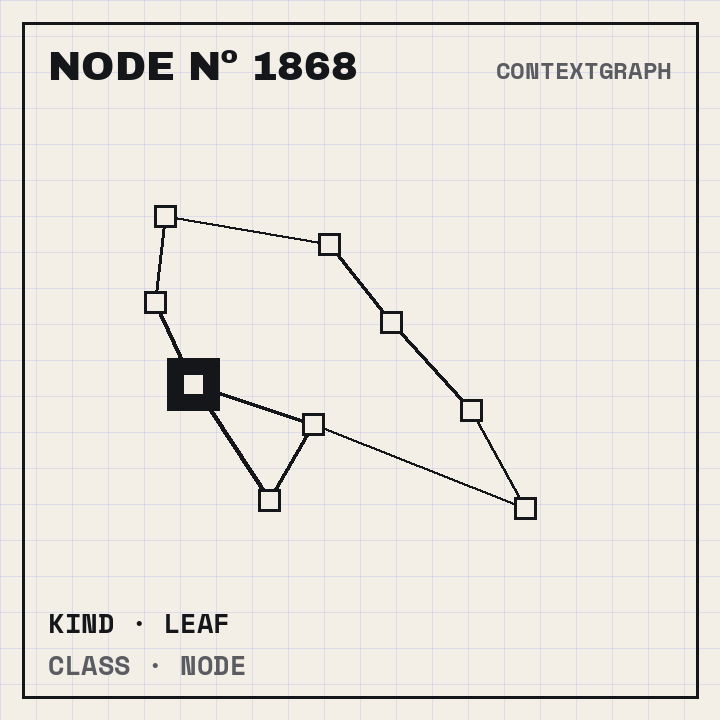 NODE Nº 1868
CONTEXTGRAPH
KIND · LEAF
CLASS · NODE